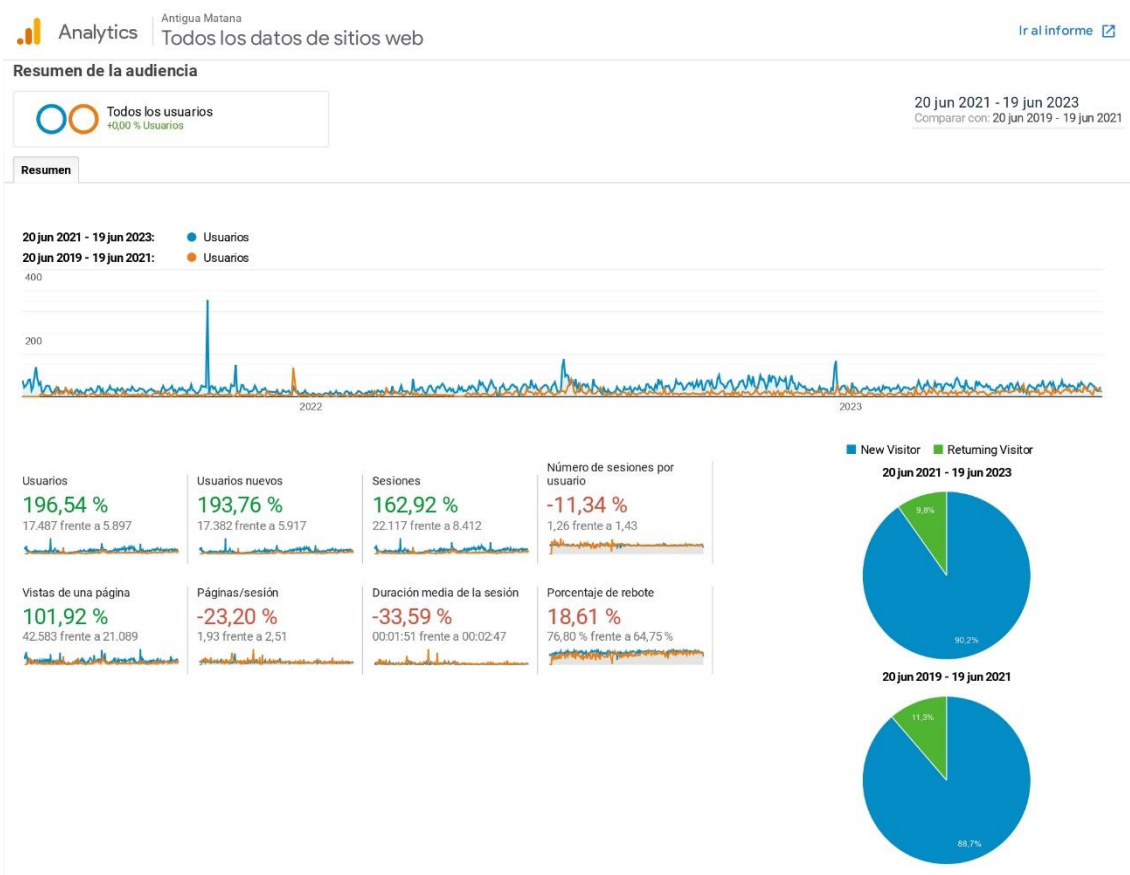 Analytics
Antigua Matana
Todos los datos de sitios web
Ir al informe
Resumen de la audiencia
Todos los usuarios
+0,00 % Usuarios
20 jun 2021 - 19 jun 2023
Comparar con: 20 jun 2019 - 19 jun 2021
Resumen
20 jun 2021 - 19 jun 2023: Usuarios
20 jun 2019 - 19 jun 2021: Usuarios
400
200
2022
2023
Usuarios
196,54 %
17.487 frente a 5.897
Usuarios nuevos
193,76 %
17.382 frente a 5.917
Sesiones
162,92 %
22.117 frente a 8.412
Número de sesiones por
usuario
-11,34 %
1,26 frente a 1,43
Vistas de una página
101,92 %
42.583 frente a 21.089
Páginas/sesión
-23,20 %
1,93 frente a 2,51
Duración media de la sesión
-33,59 %
00:01:51 frente a 00:02:47
Porcentaje de rebote
18,61 %
76,80 % frente a 64,75 %
New Visitor Returning Visitor
20 jun 2021 - 19 jun 2023
9,8%
90,2%
20 jun 2019 - 19 jun 2021
11,3%
88,7%